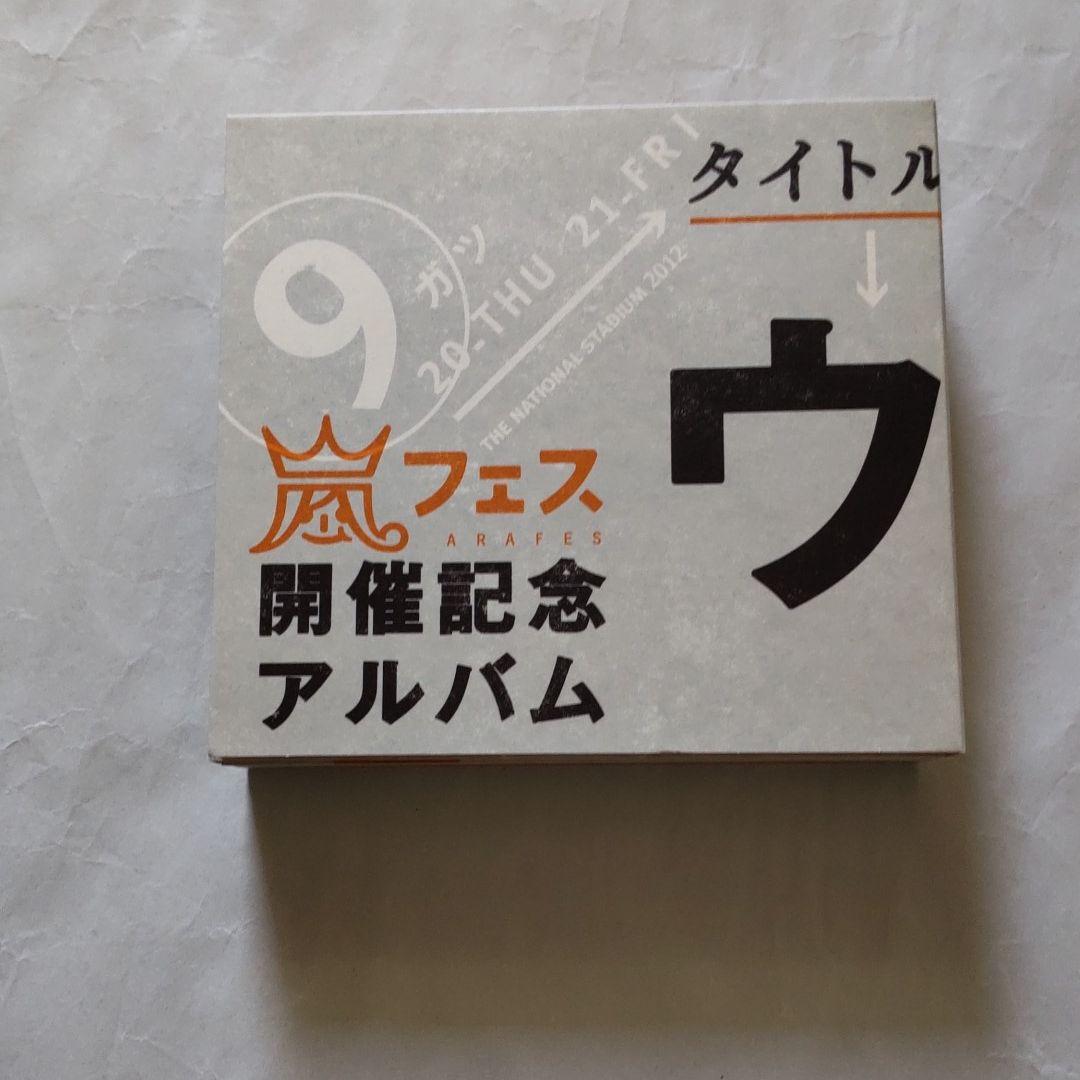 9
ガツ
20-THU 21-FRI
THE NATIONAL STADIUM 2012
タイトル
↓
ウ
嵐フェス
ARAFES
開催記念
アルバム